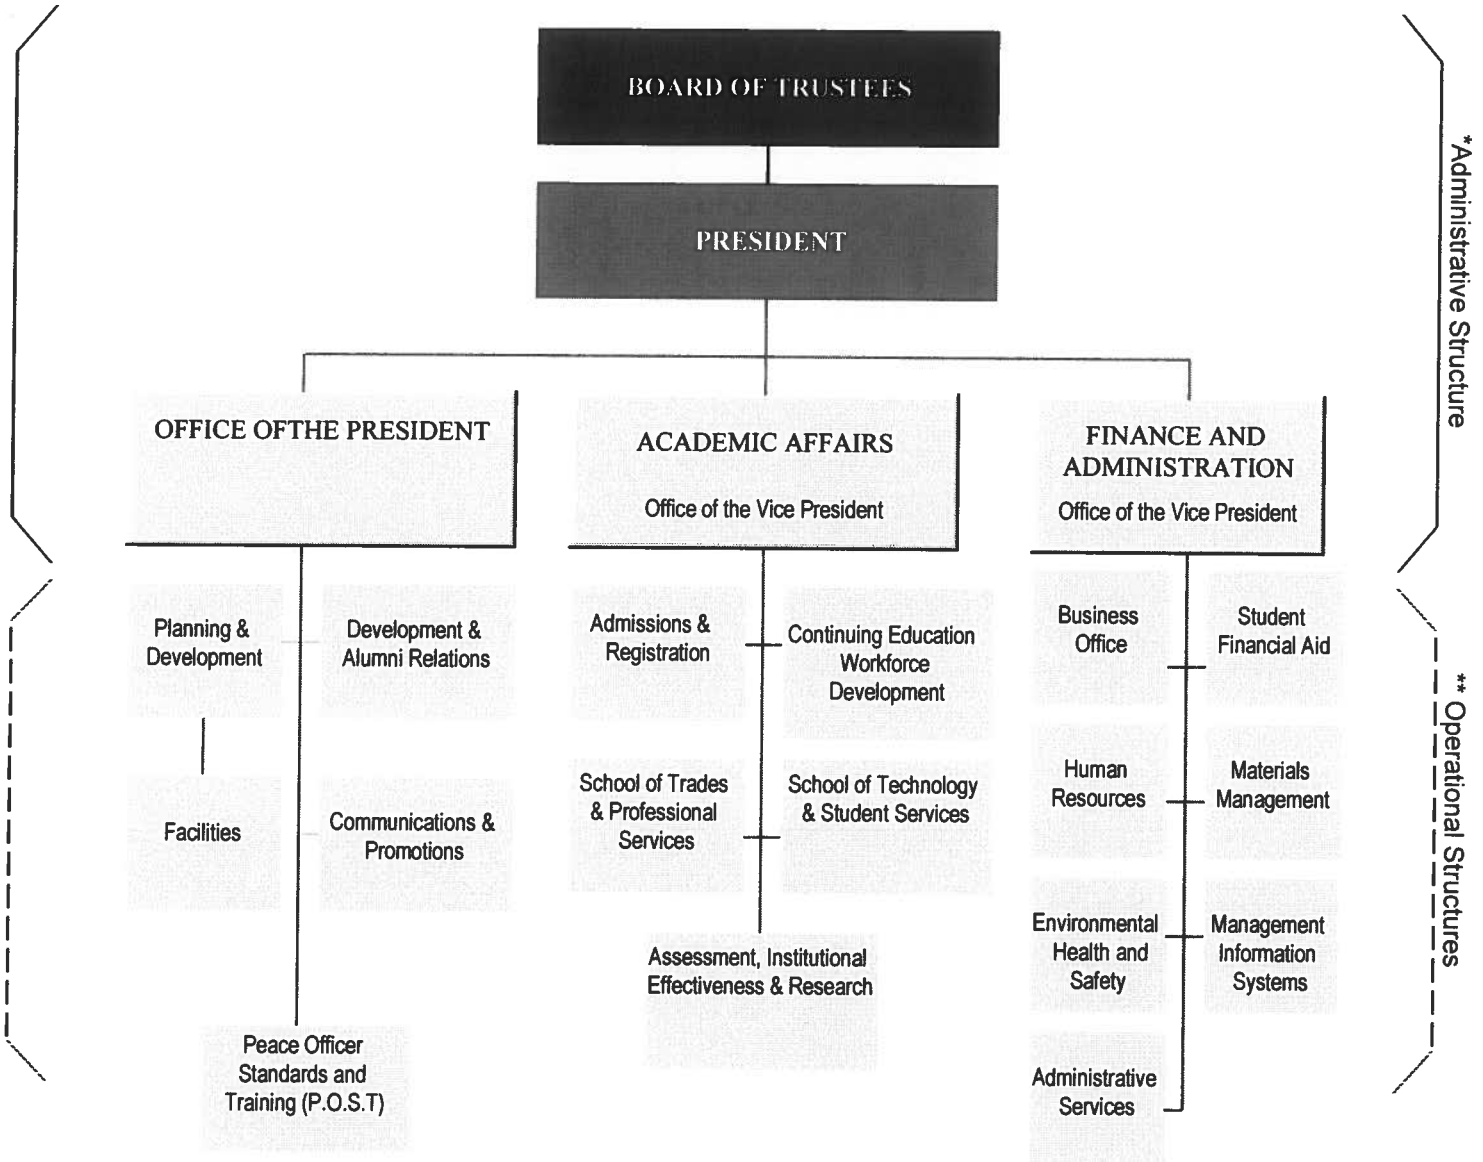 BOARD OF TRUSTEES
PRESIDENT
*Administrative Structure
OFFICE OFTHE PRESIDENT
ACADEMIC AFFAIRS
Office of the Vice President
FINANCE AND
ADMINISTRATION
Office of the Vice President
** Operational Structures
Planning &
Development
Development &
Alumni Relations
Facilities
Communications &
Promotions
Peace Officer
Standards and
Training (P.O.S.T)
Admissions &
Registration
Continuing Education
Workforce
Development
School of Trades
& Professional
Services
School of Technology
& Student Services
Assessment, Institutional
Effectiveness & Research
Business
Office
Student
Financial Aid
Human
Resources
Materials
Management
Environmental
Health and
Safety
Management
Information
Systems
Administrative
Services